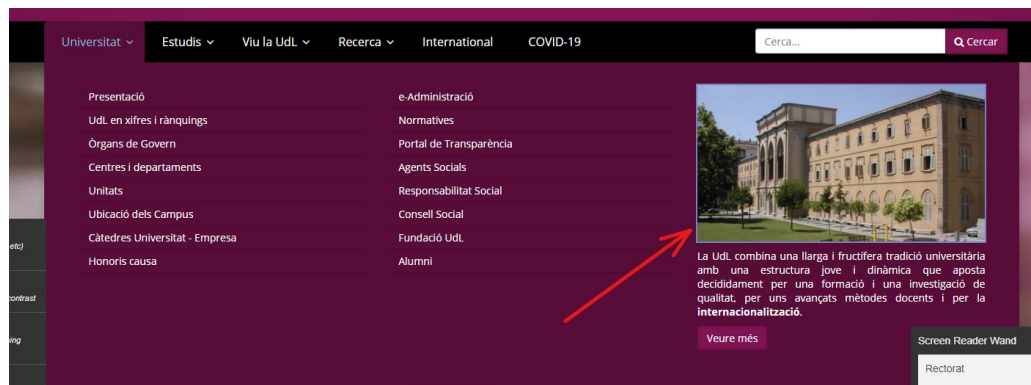 Universitat
Estudis
Viu la UdL
Recerca
International
COVID-19
Cerca...
Cercar
Presentació
UdL en xifres i rànquings
Òrgans de Govern
Centres i departaments
Unitats
Ubicació dels Campus
Càtedres Universitat - Empresa
Honoris causa
e-Administració
Normatives
Portal de Transparència
Agents Socials
Responsabilitat Social
Consell Social
Fundació UdL
Alumni
La UdL combina una llarga i fructífera tradició universitària
amb una estructura jove i dinàmica que aposta
decididament per una formació i una investigació de
qualitat, per uns avançats mètodes docents i per la
internacionalització.
Veure més
etc)
contrast
Screen Reader Wand
Rectorat